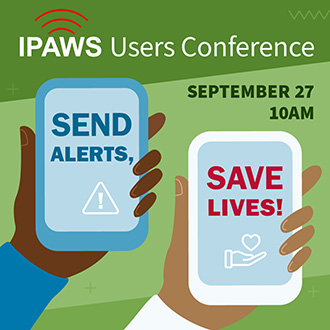 IPAWS Users Conference
SEPTEMBER 27
10AM
SEND
ALERTS,
SAVE
LIVES!